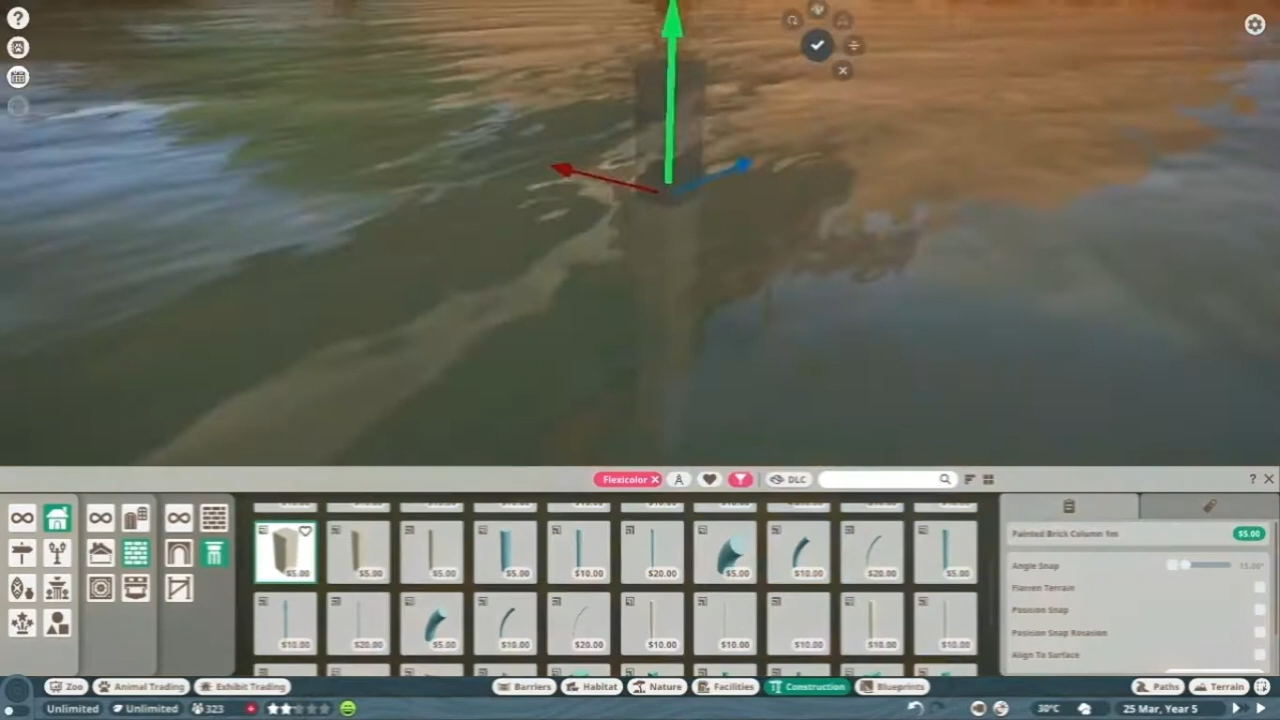 Flexicolor
DLC
$5.00 $5.00 $5.00 $5.00 $10.00 $20.00 $5.00 $10.00 $20.00 $5.00
$10.00 $20.00 $5.00 $10.00 $20.00 $10.00 $10.00 $10.00 $10.00 $10.00
Painted Brick Column 1m $5.00
Angle Snap 15.00°
Flatten Terrain
Position Snap
Position Snap Rotation
Align To Surface
Zoo Animal Trading Exhibit Trading Barriers Habitat Nature Facilities Construction Blueprints Paths Terrain
Unlimited Unlimited 323 30°C 25 Mar, Year 5